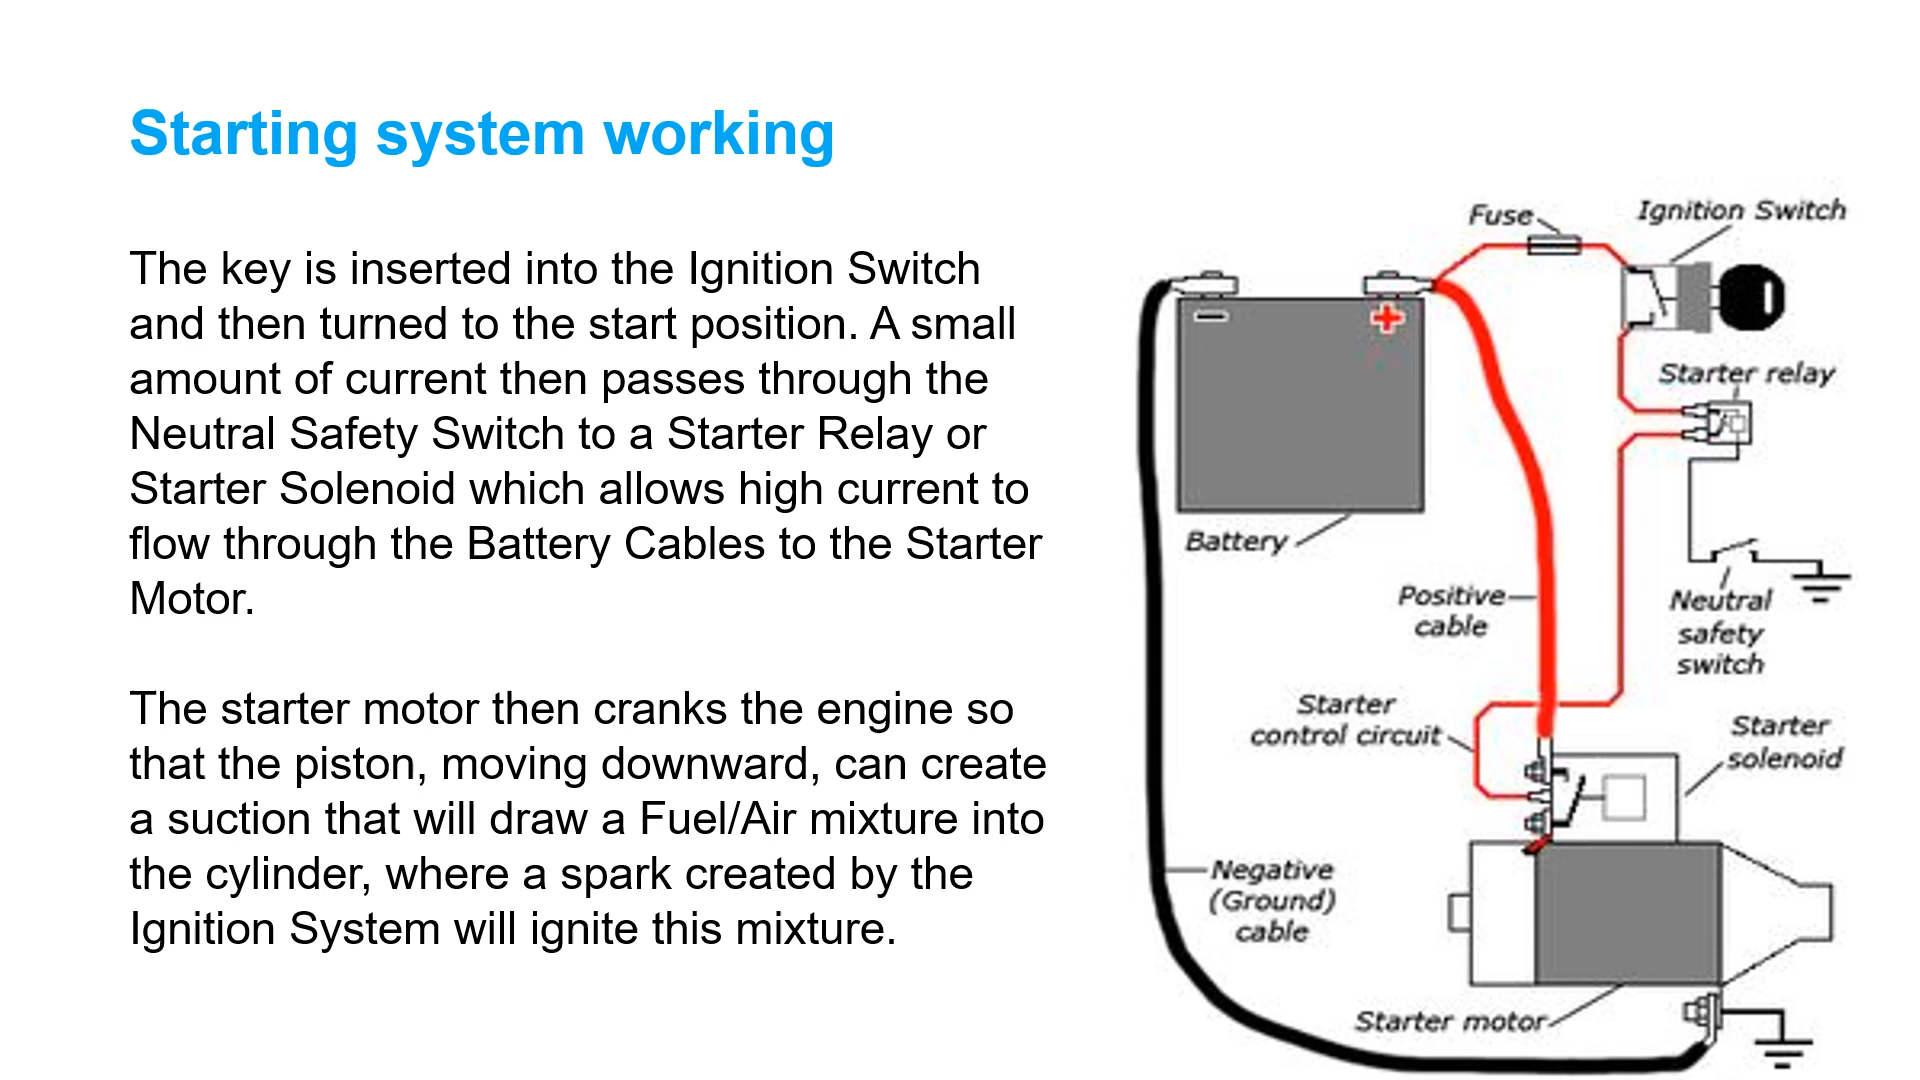 Starting system working
The key is inserted into the Ignition Switch
and then turned to the start position. A small
amount of current then passes through the
Neutral Safety Switch to a Starter Relay or
Starter Solenoid which allows high current to
flow through the Battery Cables to the Starter
Motor.
The starter motor then cranks the engine so
that the piston, moving downward, can create
a suction that will draw a Fuel/Air mixture into
the cylinder, where a spark created by the
Ignition System will ignite this mixture.
Fuse
Ignition Switch
Starter relay
Battery
Positive
cable
Neutral
safety
switch
Starter
control circuit
Starter
solenoid
Negative
(Ground)
cable
Starter motor